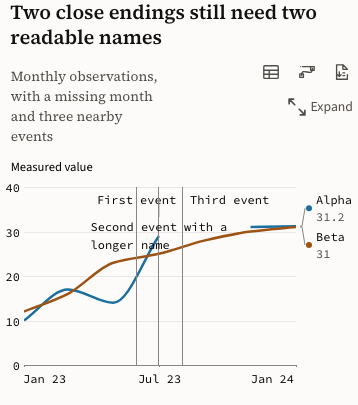 Two close endings still need two
readable names
Monthly observations,
with a missing month
and three nearby
events
Expand
Measured value
40
First event
Third event
Alpha
31.2
30
Second event with a
longer name
Beta
31
20
10
0
Jan 23
Jul 23
Jan 24